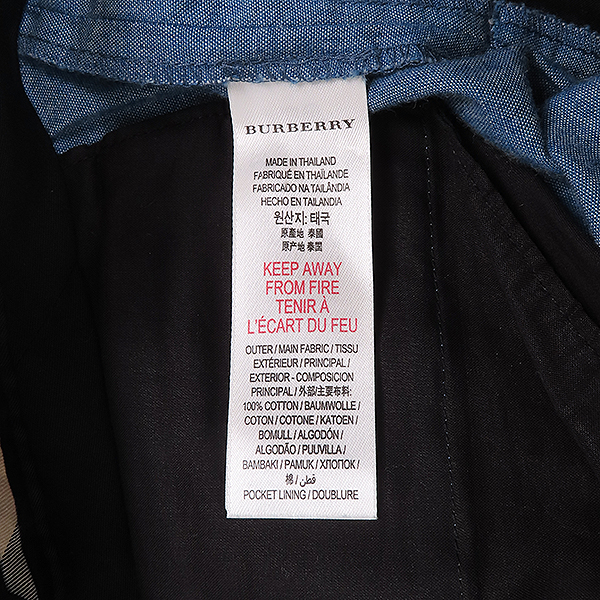 BURBERRY
MADE IN THAILAND
FABRIQUÉ EN THAÏLANDE
FABRICADO NA TAILÂNDIA
HECHO EN TAILANDIA
원산지: 태국
原產地 泰國
原产地 泰国
KEEP AWAY
FROM FIRE
TENIR À
L'ÉCART DU FEU
OUTER / MAIN FABRIC / TISSU
EXTÉRIEUR / PRINCIPAL /
EXTERIOR - COMPOSICION
PRINCIPAL / 外部/主要布料:
100% COTTON / BAUMWOLLE /
COTON / COTONE / KATOEN /
BOMULL / ALGODÓN /
ALGODÃO / PUUVILLA /
BAMBAKI / PAMUK / ХЛОПОК /
棉 / قطن /
POCKET LINING / DOUBLURE